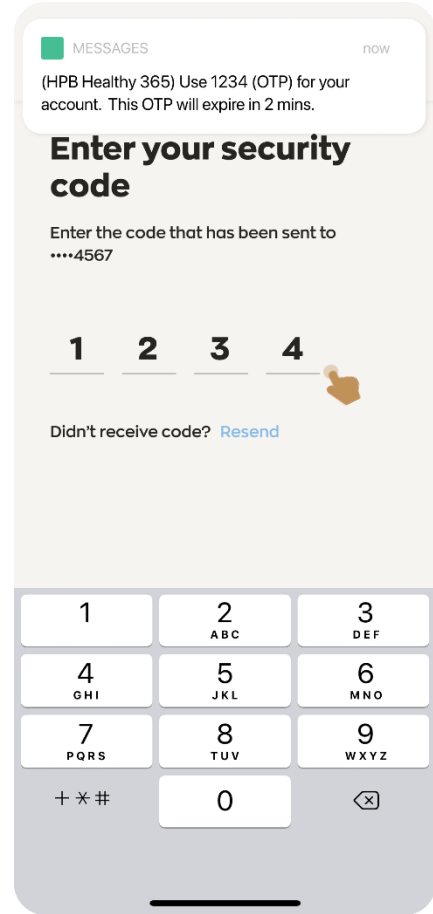 MESSAGES now
(HPB Healthy 365) Use 1234 (OTP) for your
account. This OTP will expire in 2 mins.
Enter your security
code
Enter the code that has been sent to
••••4567
1 2 3 4
Didn't receive code? Resend
1 2 3
ABC DEF
4 5 6
GHI JKL MNO
7 8 9
PQRS TUV WXYZ
+*# 0